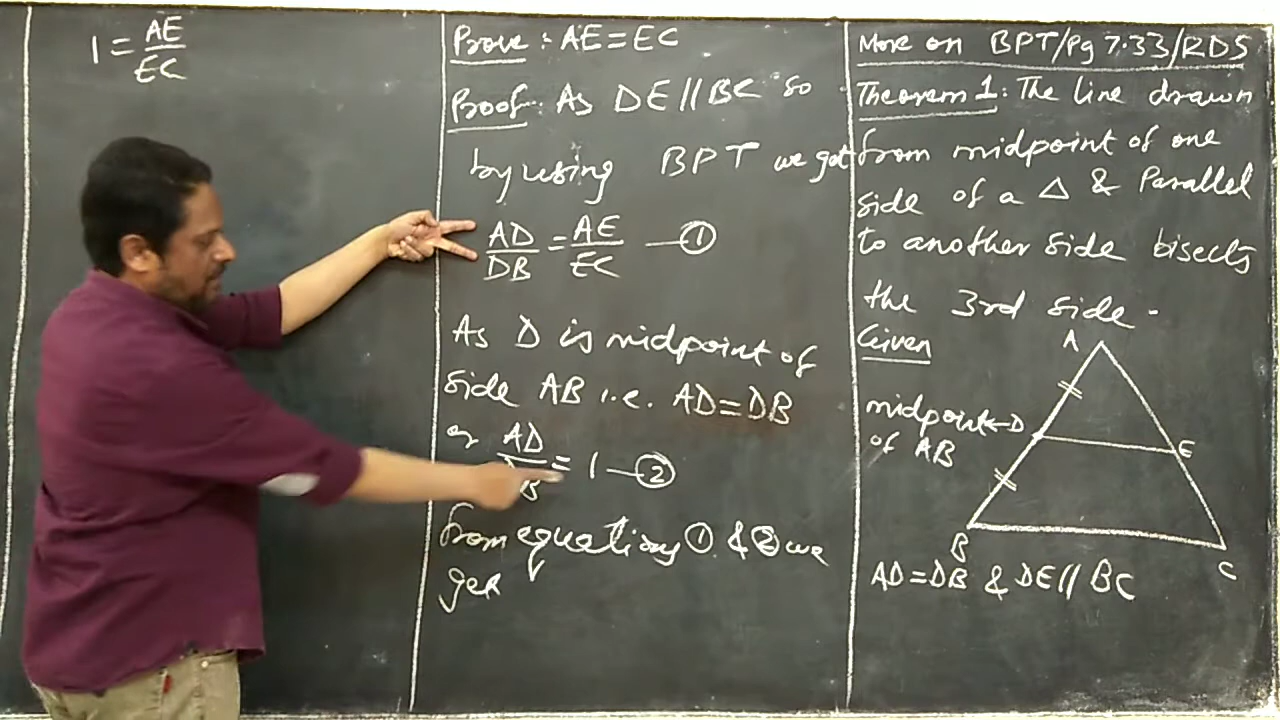 1 = AE/EC
Prove : AE = EC
Proof : As DE // BC so
by using BPT we get
AD/DB = AE/EC — ①
As D is midpoint of
side AB i.e. AD = DB
or AD/DB = 1 — ②
from equations ① & ② we
get
More on BPT/Pg 7.33/RDS
Theorem 1 : The line drawn
from midpoint of one
side of a △ & Parallel
to another side bisects
the 3rd side .
Given
A
midpoint ← D
of AB
E
B
C
AD = DB & DE // BC